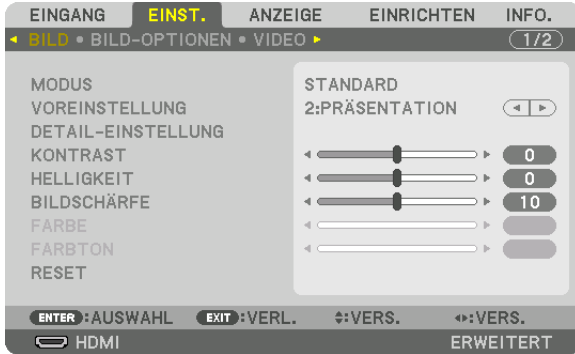 EINGANG EINST. ANZEIGE EINRICHTEN INFO.
BILD • BILD-OPTIONEN • VIDEO 1/2
MODUS STANDARD
VOREINSTELLUNG 2:PRÄSENTATION
DETAIL-EINSTELLUNG
KONTRAST 0
HELLIGKEIT 0
BILDSCHÄRFE 10
FARBE
FARBTON
RESET
ENTER :AUSWAHL EXIT :VERL. :VERS. :VERS.
HDMI ERWEITERT